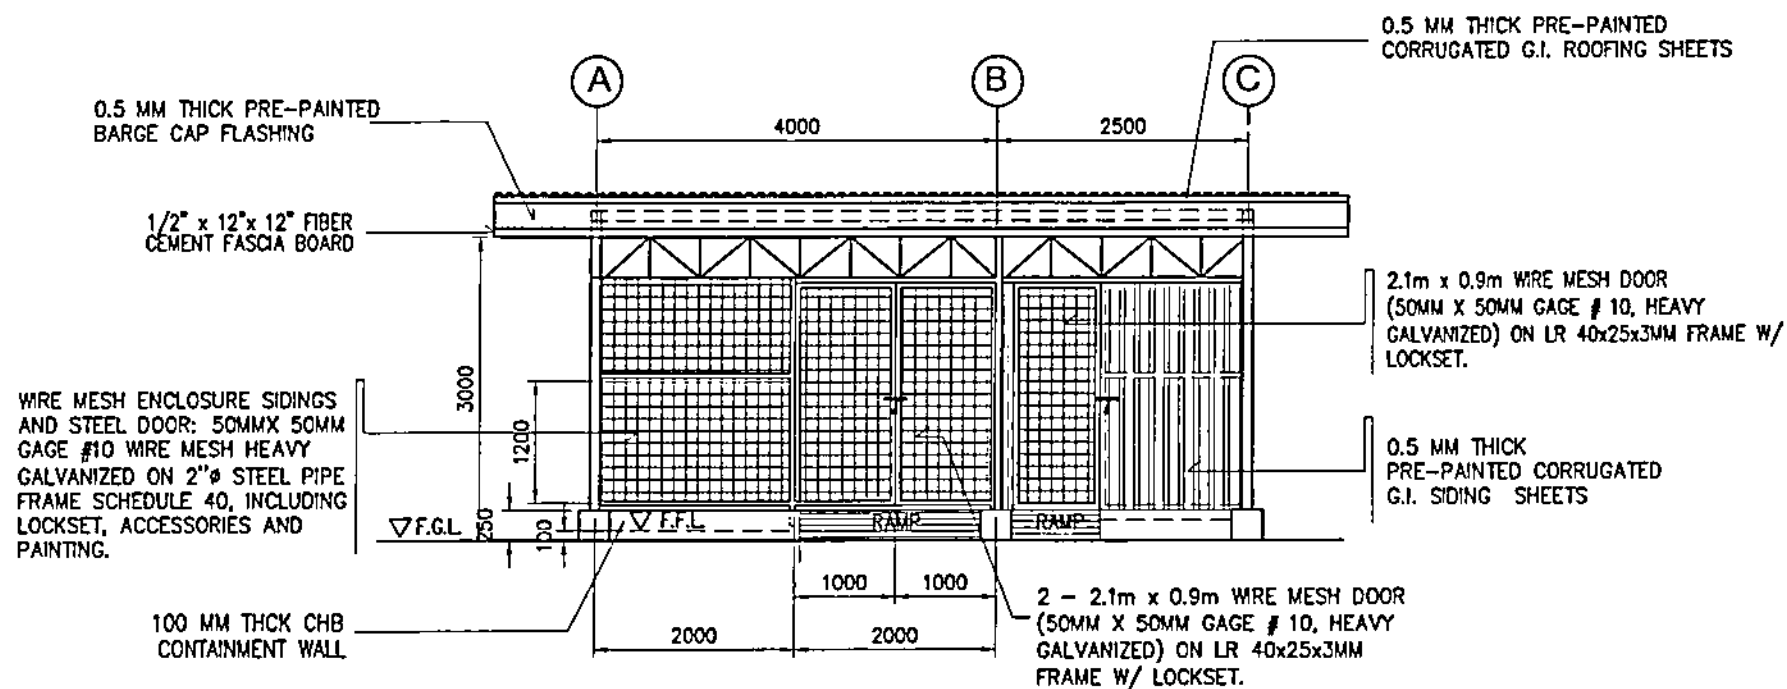 0.5 MM THICK PRE-PAINTED
CORRUGATED G.I. ROOFING SHEETS
A
B
C
0.5 MM THICK PRE-PAINTED
BARGE CAP FLASHING
4000
2500
1/2" x 12"x 12" FIBER
CEMENT FASCIA BOARD
2.1m x 0.9m WIRE MESH DOOR
(50MM X 50MM GAGE # 10, HEAVY
GALVANIZED) ON LR 40x25x3MM FRAME W/
LOCKSET.
3000
1200
WIRE MESH ENCLOSURE SIDINGS
AND STEEL DOOR: 50MMX 50MM
GAGE #10 WIRE MESH HEAVY
GALVANIZED ON 2"ø STEEL PIPE
FRAME SCHEDULE 40, INCLUDING
LOCKSET, ACCESSORIES AND
PAINTING.
0.5 MM THICK
PRE-PAINTED CORRUGATED
G.I. SIDING SHEETS
F.G.L.
250
100
F.F.L.
RAMP
RAMP
1000
1000
2 - 2.1m x 0.9m WIRE MESH DOOR
(50MM X 50MM GAGE # 10, HEAVY
GALVANIZED) ON LR 40x25x3MM
FRAME W/ LOCKSET.
100 MM THCK CHB
CONTAINMENT WALL
2000
2000